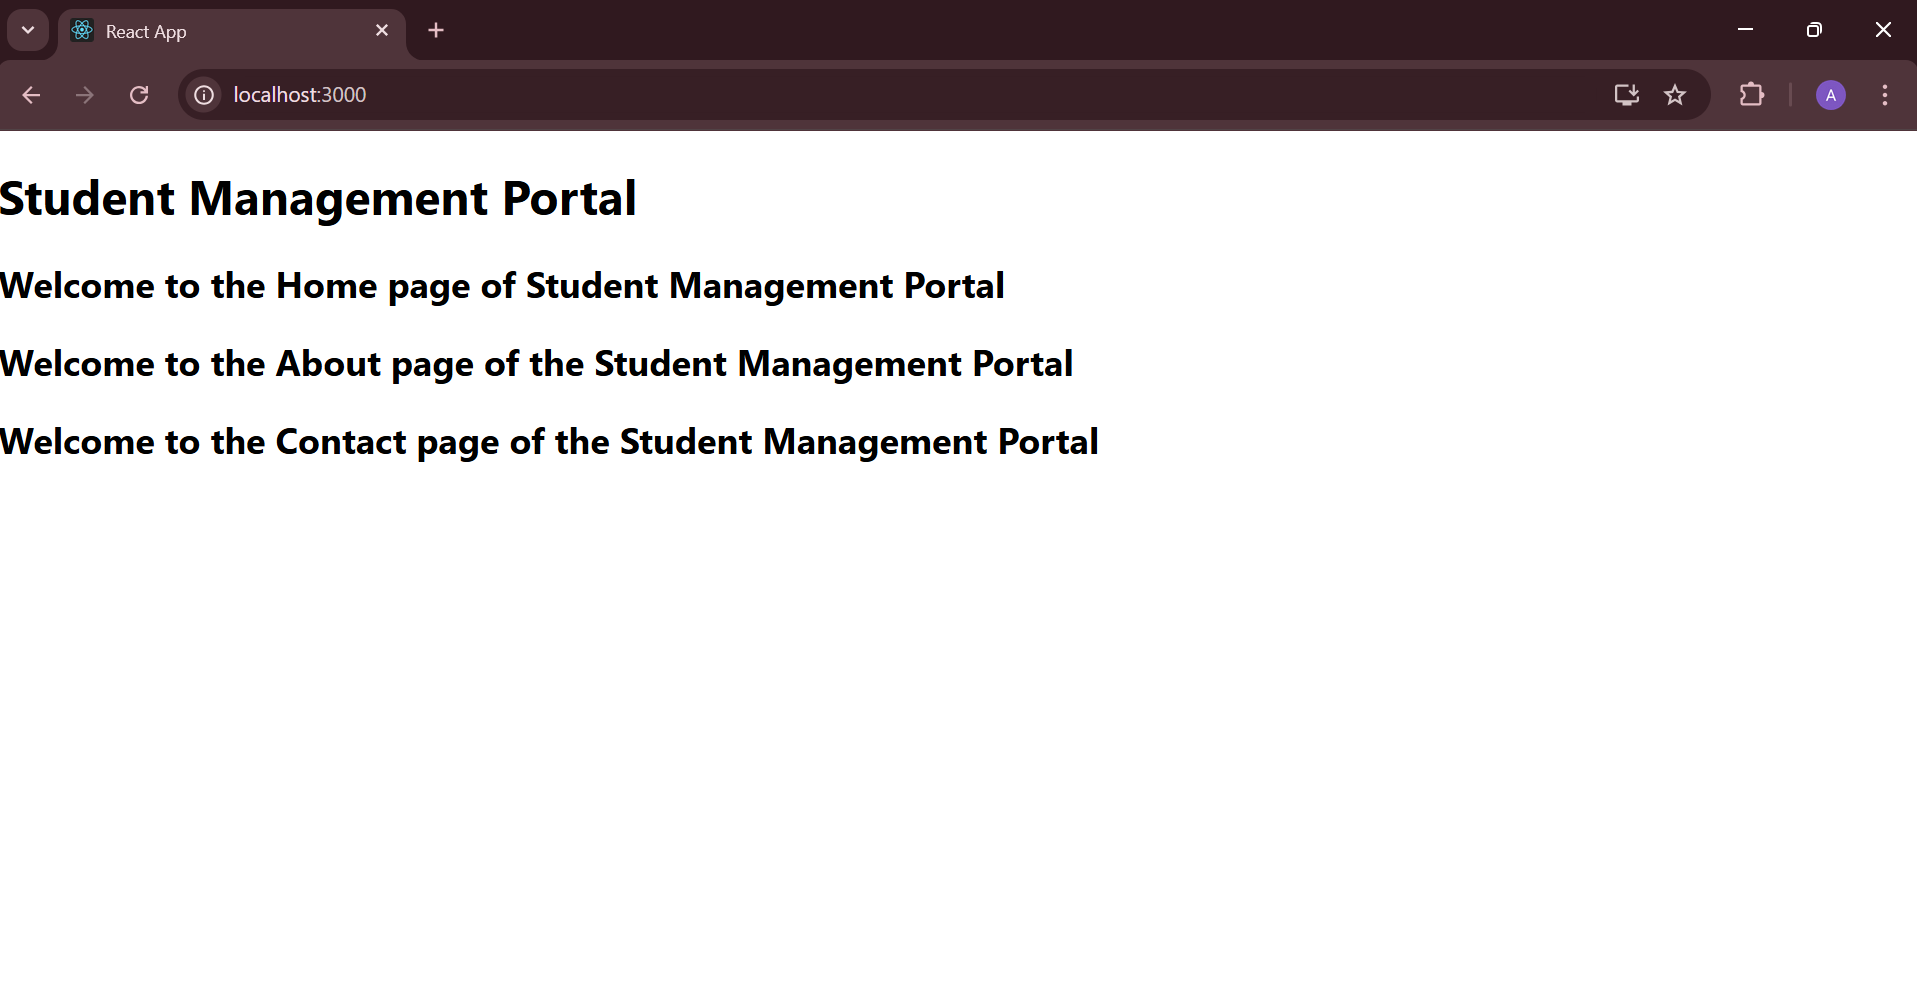 React App
localhost:3000
A
Student Management Portal
Welcome to the Home page of Student Management Portal
Welcome to the About page of the Student Management Portal
Welcome to the Contact page of the Student Management Portal